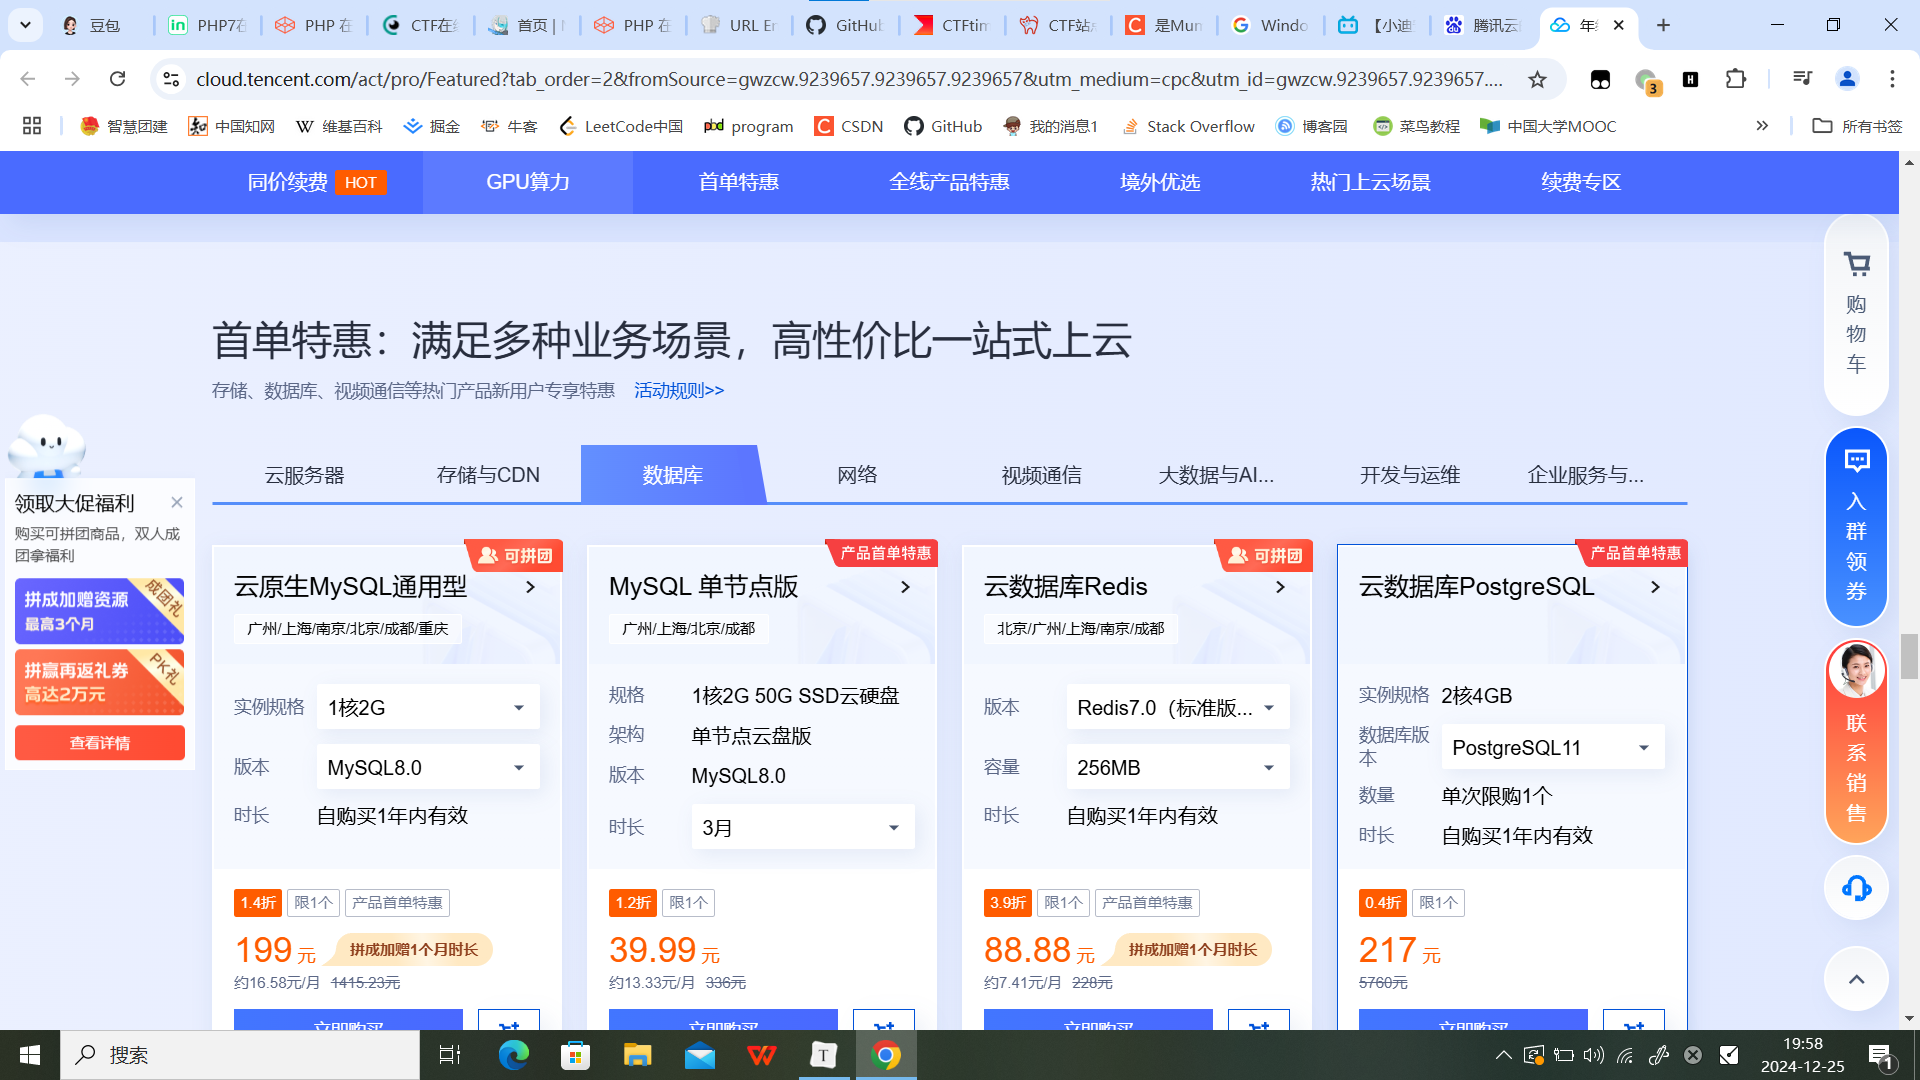 豆包
PHP7在
PHP 在
CTF在线
首页 | N
PHP 在
URL En
GitHub
CTFtim
CTF站点
是Mum
Windo
【小迪
腾讯云
年终
cloud.tencent.com/act/pro/Featured?tab_order=2&fromSource=gwzcw.9239657.9239657.9239657&utm_medium=cpc&utm_id=gwzcw.9239657.9239657....
3
智慧团建
中国知网
维基百科
掘金
牛客
LeetCode中国
program
CSDN
GitHub
我的消息1
Stack Overflow
博客园
菜鸟教程
中国大学MOOC
所有书签
同价续费 HOT
GPU算力
首单特惠
全线产品特惠
境外优选
热门上云场景
续费专区
首单特惠：满足多种业务场景，高性价比一站式上云
存储、数据库、视频通信等热门产品新用户专享特惠 活动规则>>
云服务器
存储与CDN
数据库
网络
视频通信
大数据与AI...
开发与运维
企业服务与...
领取大促福利
购买可拼团商品，双人成
团拿福利
拼成加赠资源
最高3个月
成团礼
拼赢再返礼券
高达2万元
PK礼
查看详情
可拼团
云原生MySQL通用型
广州/上海/南京/北京/成都/重庆
实例规格 1核2G
版本 MySQL8.0
时长 自购买1年内有效
1.4折 限1个 产品首单特惠
199 元 拼成加赠1个月时长
约16.58元/月 1415.23元
立即购买
产品首单特惠
MySQL 单节点版
广州/上海/北京/成都
规格 1核2G 50G SSD云硬盘
架构 单节点云盘版
版本 MySQL8.0
时长 3月
1.2折 限1个
39.99 元
约13.33元/月 336元
立即购买
可拼团
云数据库Redis
北京/广州/上海/南京/成都
版本 Redis7.0（标准版...
容量 256MB
时长 自购买1年内有效
3.9折 限1个 产品首单特惠
88.88 元 拼成加赠1个月时长
约7.41元/月 228元
立即购买
产品首单特惠
云数据库PostgreSQL
实例规格 2核4GB
数据库版
本
PostgreSQL11
数量 单次限购1个
时长 自购买1年内有效
0.4折 限1个
217 元
5760元
立即购买
购
物
车
入
群
领
券
联
系
销
售
搜索
19:58
2024-12-25
1